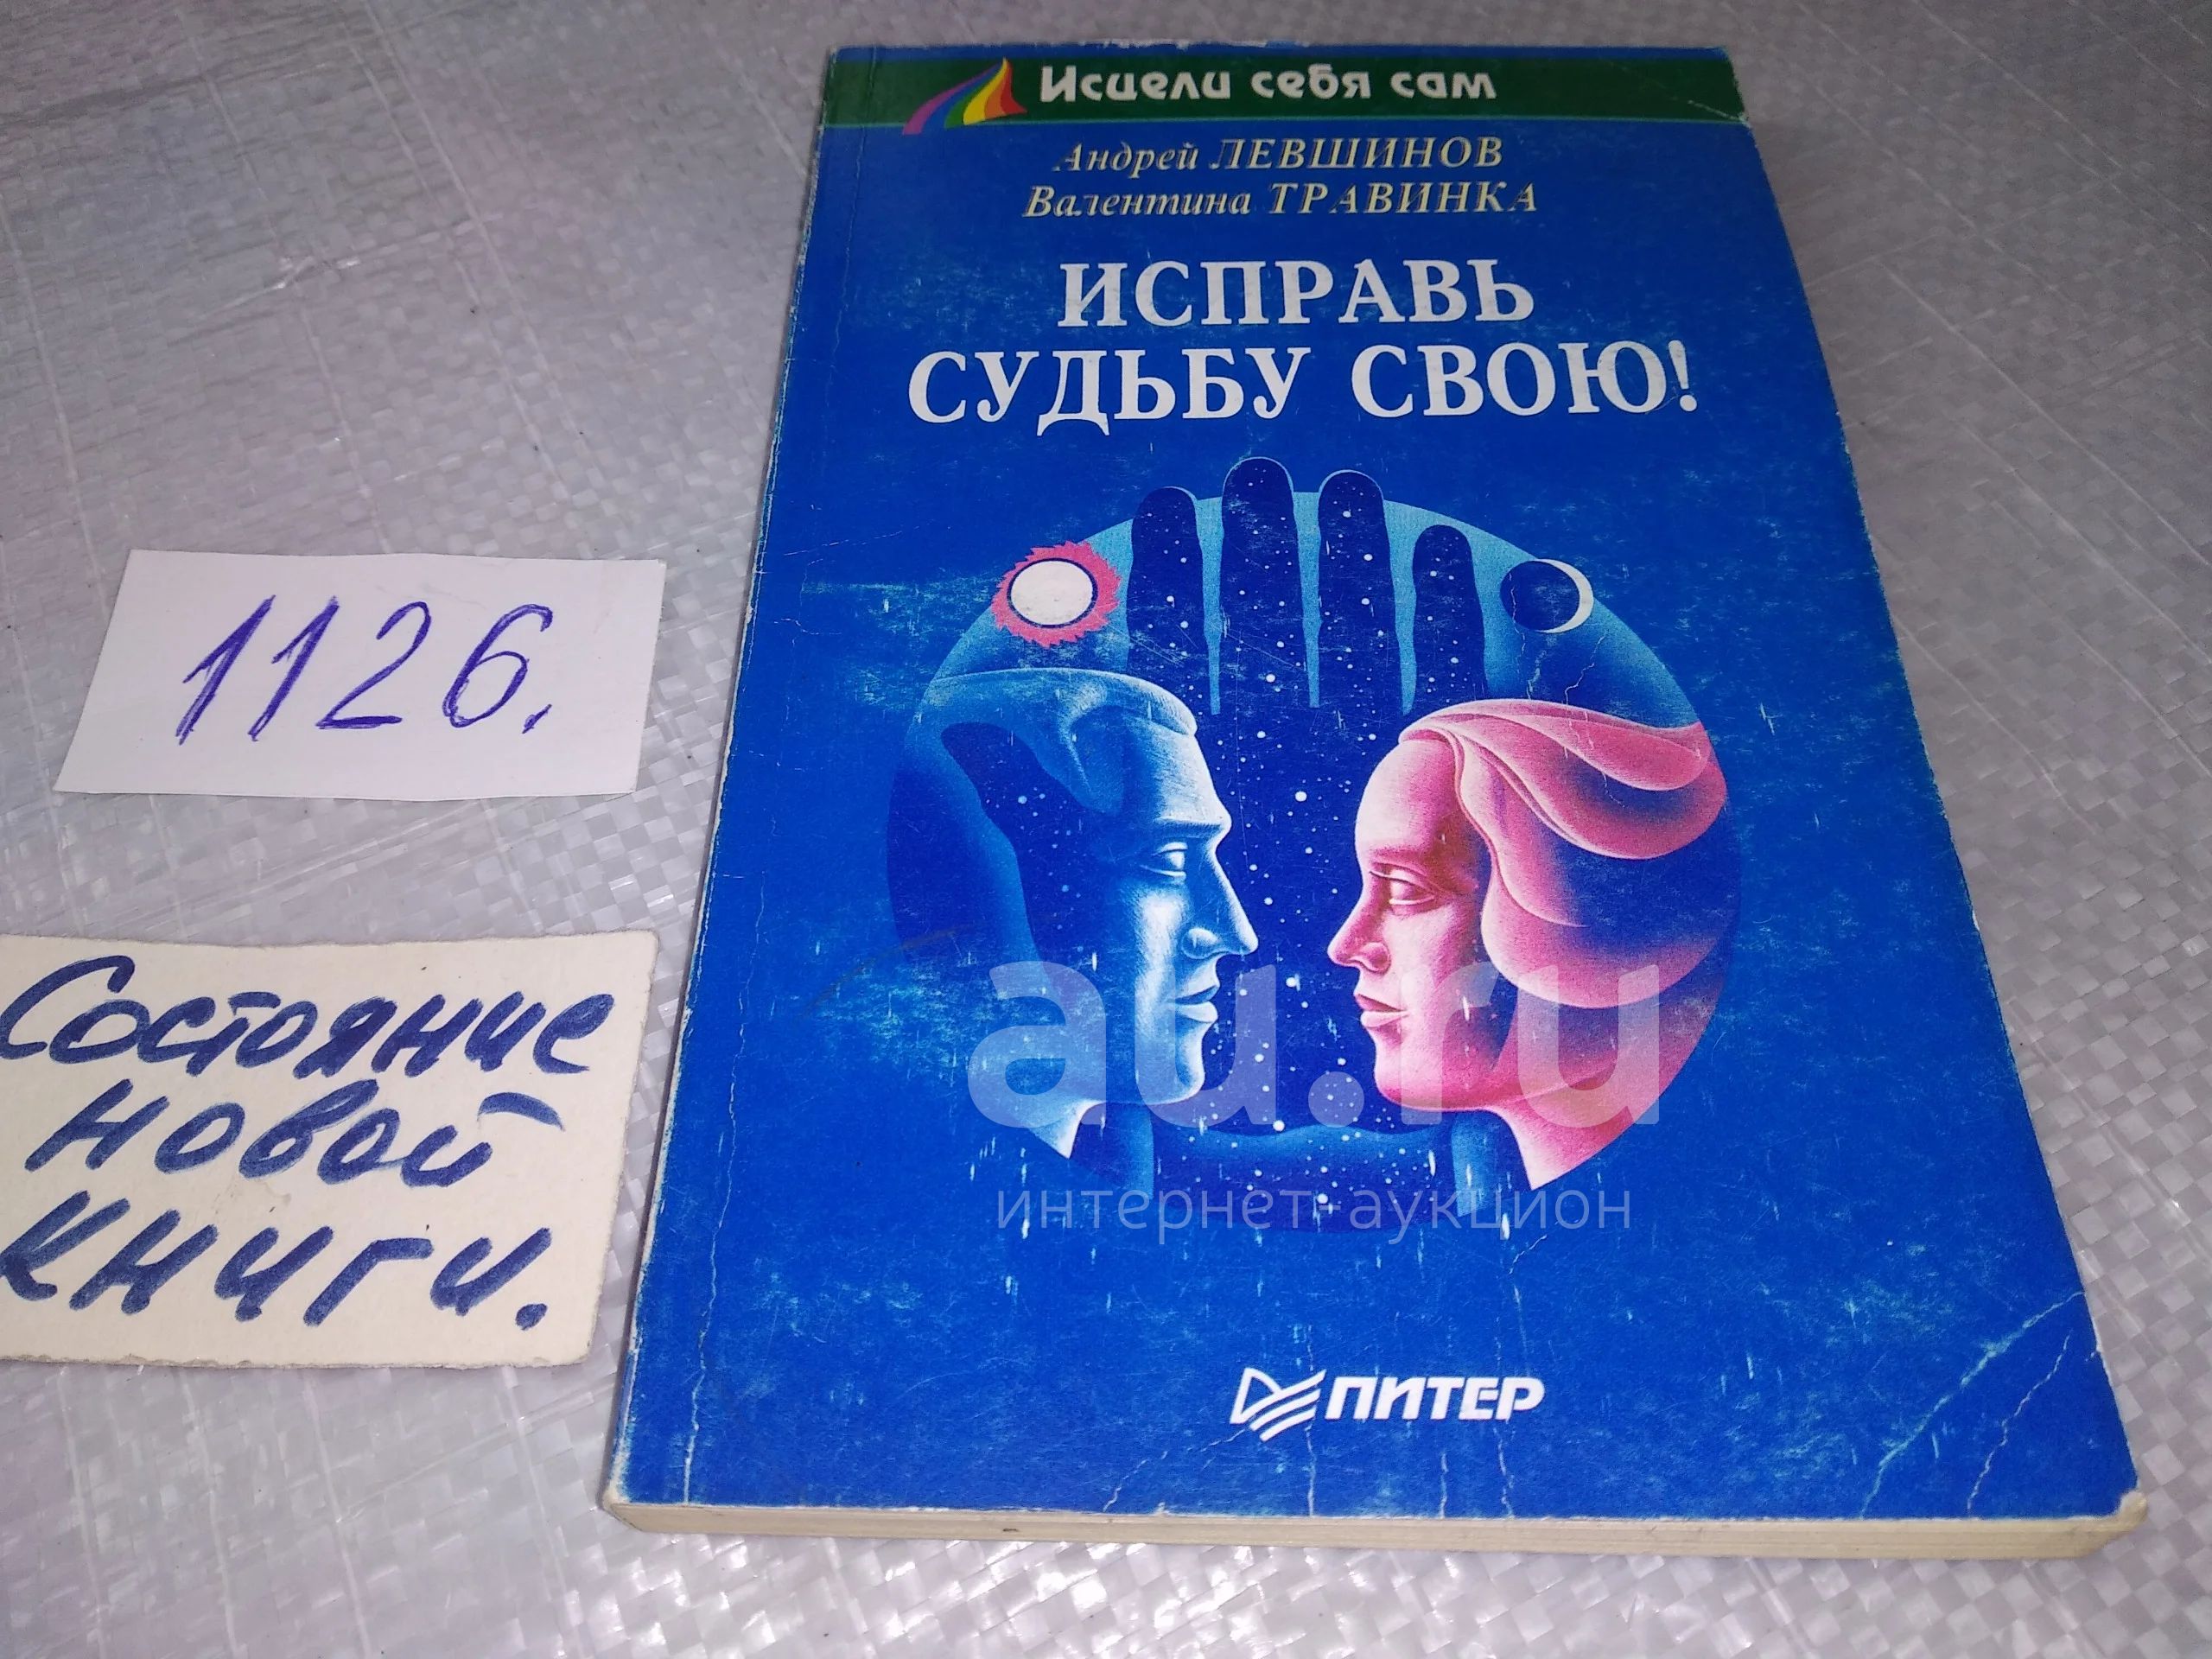 Исцели себя сам
Андрей ЛЕВШИНОВ
Валентина ТРАВИНКА
ИСПРАВЬ
СУДЬБУ СВОЮ!
1126.
Состояние
новой
книги.
au.ru
интернет-аукцион
ПИТЕР